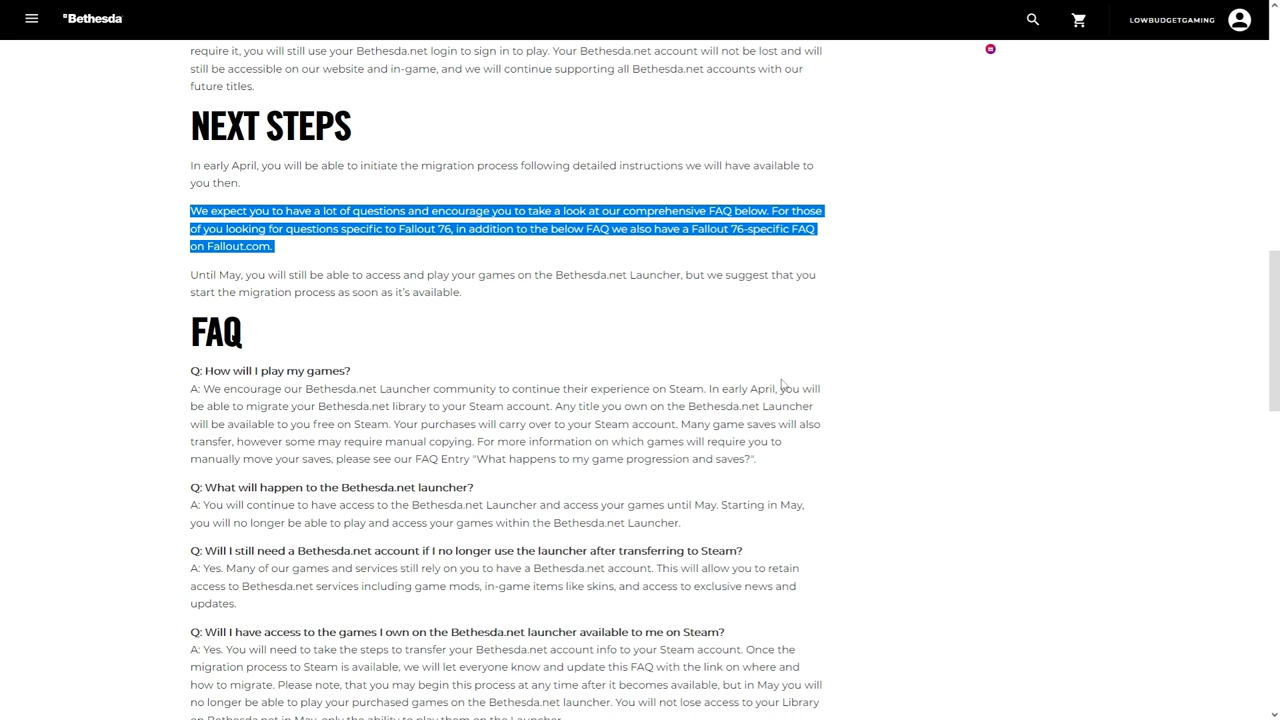 Bethesda
LOWBUDGETGAMING
require it, you will still use your Bethesda.net login to sign in to play. Your Bethesda.net account will not be lost and will
still be accessible on our website and in-game, and we will continue supporting all Bethesda.net accounts with our
future titles.
NEXT STEPS
In early April, you will be able to initiate the migration process following detailed instructions we will have available to
you then.
We expect you to have a lot of questions and encourage you to take a look at our comprehensive FAQ below. For those
of you looking for questions specific to Fallout 76, in addition to the below FAQ we also have a Fallout 76-specific FAQ
on Fallout.com.
Until May, you will still be able to access and play your games on the Bethesda.net Launcher, but we suggest that you
start the migration process as soon as it's available.
FAQ
Q: How will I play my games?
A: We encourage our Bethesda.net Launcher community to continue their experience on Steam. In early April, you will
be able to migrate your Bethesda.net library to your Steam account. Any title you own on the Bethesda.net Launcher
will be available to you free on Steam. Your purchases will carry over to your Steam account. Many game saves will also
transfer, however some may require manual copying. For more information on which games will require you to
manually move your saves, please see our FAQ Entry "What happens to my game progression and saves?".
Q: What will happen to the Bethesda.net launcher?
A: You will continue to have access to the Bethesda.net Launcher and access your games until May. Starting in May,
you will no longer be able to play and access your games within the Bethesda.net Launcher.
Q: Will I still need a Bethesda.net account if I no longer use the launcher after transferring to Steam?
A: Yes. Many of our games and services still rely on you to have a Bethesda.net account. This will allow you to retain
access to Bethesda.net services including game mods, in-game items like skins, and access to exclusive news and
updates.
Q: Will I have access to the games I own on the Bethesda.net launcher available to me on Steam?
A: Yes. You will need to take the steps to transfer your Bethesda.net account info to your Steam account. Once the
migration process to Steam is available, we will let everyone know and update this FAQ with the link on where and
how to migrate. Please note, that you may begin this process at any time after it becomes available, but in May you will
no longer be able to play your purchased games on the Bethesda.net launcher. You will not lose access to your Library
on Bethesda.net in May, only the ability to play them on the Launcher.